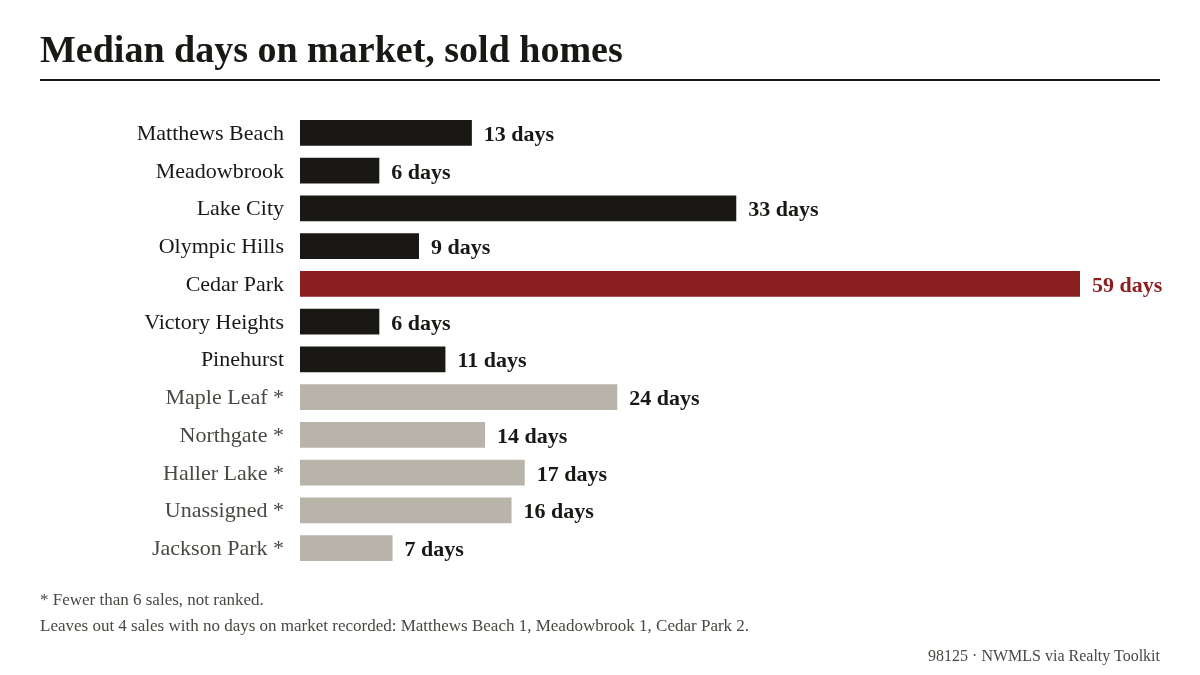 Median days on market, sold homes
Matthews Beach 13 days
Meadowbrook 6 days
Lake City 33 days
Olympic Hills 9 days
Cedar Park 59 days
Victory Heights 6 days
Pinehurst 11 days
Maple Leaf * 24 days
Northgate * 14 days
Haller Lake * 17 days
Unassigned * 16 days
Jackson Park * 7 days
* Fewer than 6 sales, not ranked.
Leaves out 4 sales with no days on market recorded: Matthews Beach 1, Meadowbrook 1, Cedar Park 2.
98125 · NWMLS via Realty Toolkit